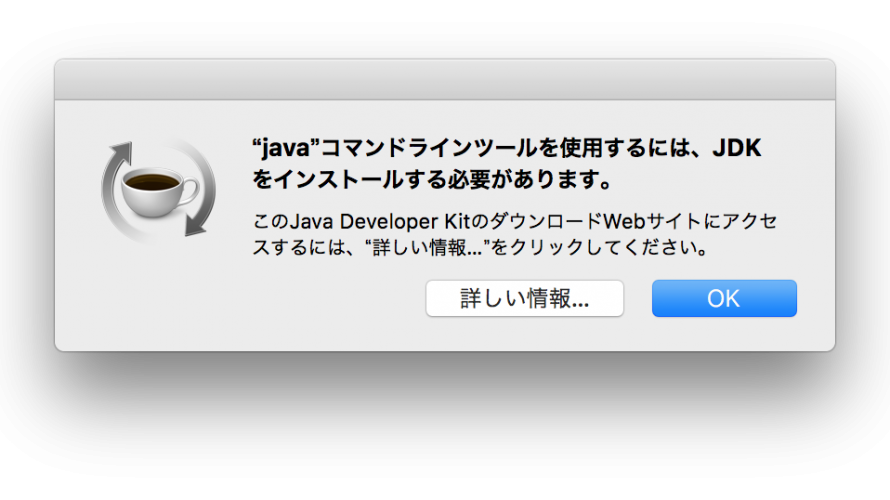 “java”コマンドラインツールを使用するには、JDK
をインストールする必要があります。
このJava Developer KitのダウンロードWebサイトにアクセ
スするには、“詳しい情報...”をクリックしてください。
詳しい情報... OK